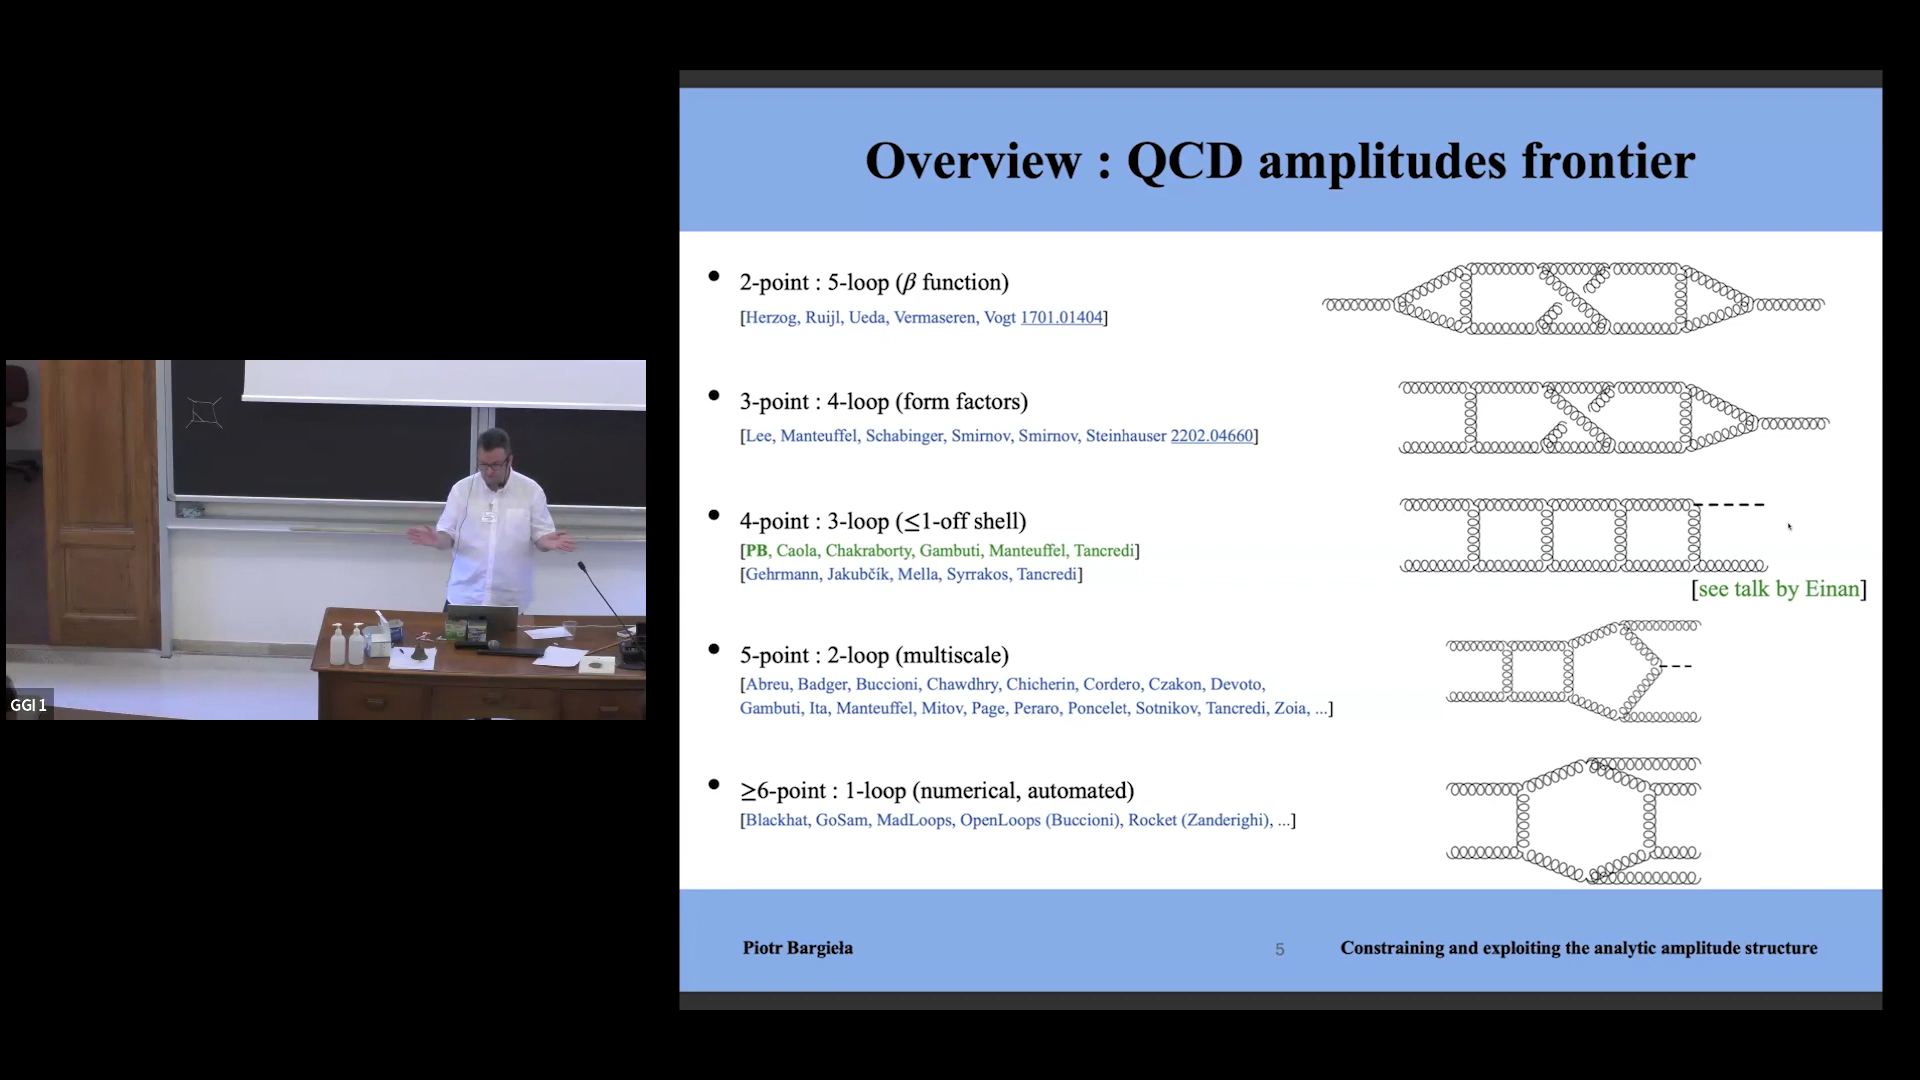 Overview : QCD amplitudes frontier
• 2-point : 5-loop (β function)
[Herzog, Ruijl, Ueda, Vermaseren, Vogt 1701.01404]
• 3-point : 4-loop (form factors)
[Lee, Manteuffel, Schabinger, Smirnov, Smirnov, Steinhauser 2202.04660]
• 4-point : 3-loop (≤1-off shell)
[PB, Caola, Chakraborty, Gambuti, Manteuffel, Tancredi]
[Gehrmann, Jakubčík, Mella, Syrrakos, Tancredi]
[see talk by Einan]
• 5-point : 2-loop (multiscale)
[Abreu, Badger, Buccioni, Chawdhry, Chicherin, Cordero, Czakon, Devoto,
Gambuti, Ita, Manteuffel, Mitov, Page, Peraro, Poncelet, Sotnikov, Tancredi, Zoia, ...]
• ≥6-point : 1-loop (numerical, automated)
[Blackhat, GoSam, MadLoops, OpenLoops (Buccioni), Rocket (Zanderighi), ...]
Piotr Bargieła
5
Constraining and exploiting the analytic amplitude structure
GGI 1